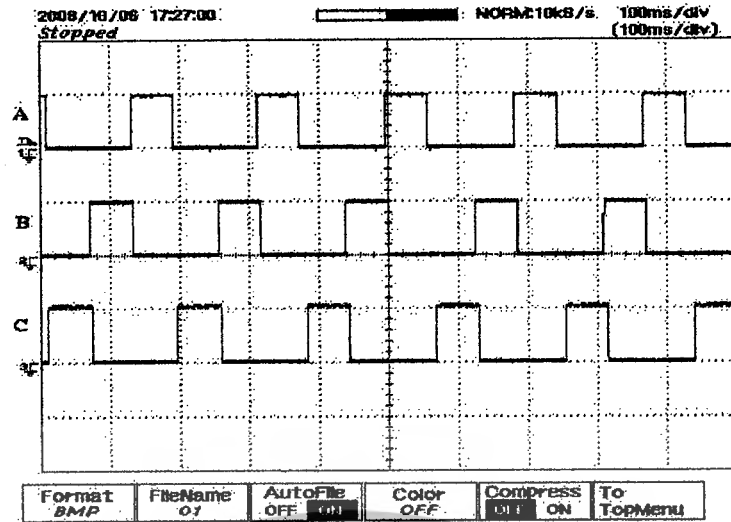 2008/10/06 17:27:00 NORM:10kS/s 100ms/div
Stopped (100ms/div)
A
B
C
Format FileName AutoFile Color Compress To
BMP 01 OFF ON OFF OFF ON TopMenu